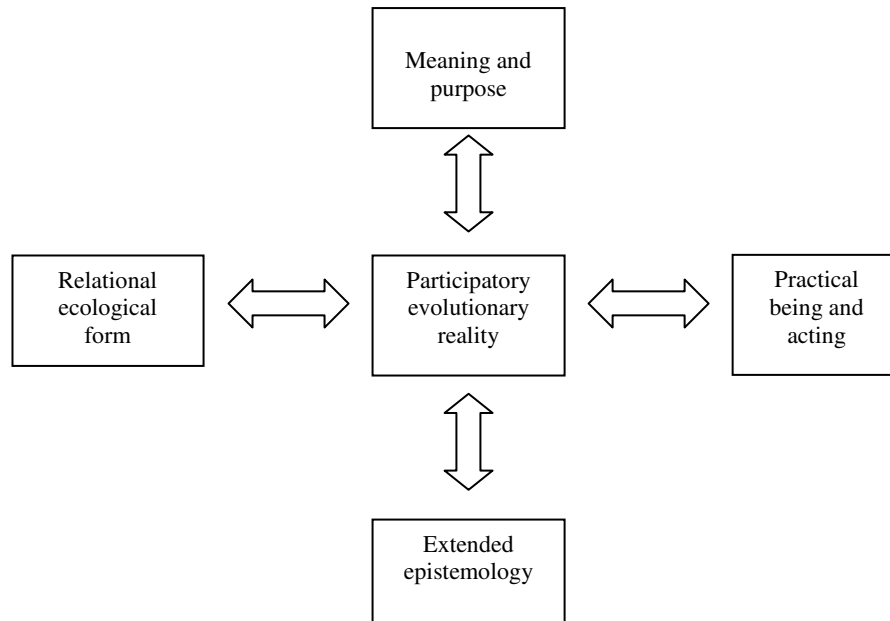 Meaning and
purpose
Relational
ecological
form
Participatory
evolutionary
reality
Practical
being and
acting
Extended
epistemology